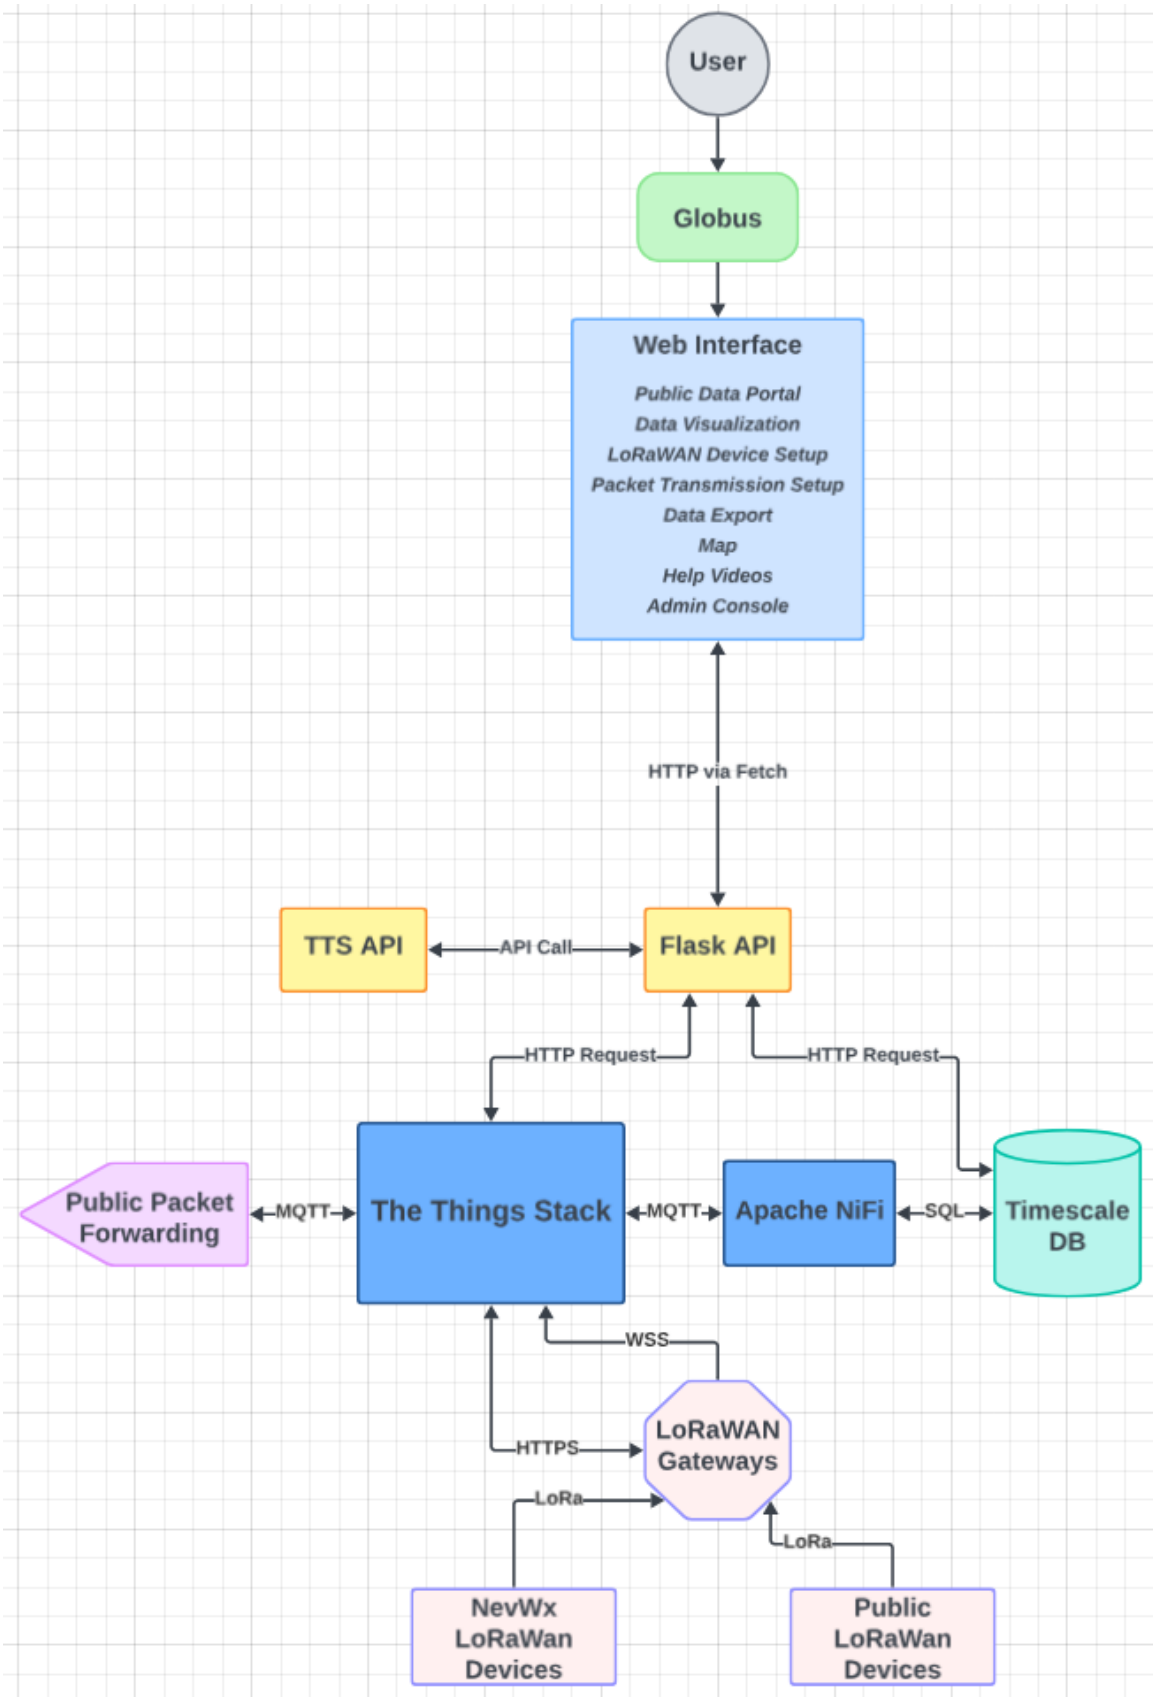 User
Globus
Web Interface
Public Data Portal
Data Visualization
LoRaWAN Device Setup
Packet Transmission Setup
Data Export
Map
Help Videos
Admin Console
HTTP via Fetch
TTS API
API Call
Flask API
HTTP Request
HTTP Request
Public Packet
Forwarding
MQTT
The Things Stack
MQTT
Apache NiFi
SQL
Timescale
DB
WSS
LoRaWAN
Gateways
HTTPS
LoRa
LoRa
NevWx
LoRaWan
Devices
Public
LoRaWan
Devices